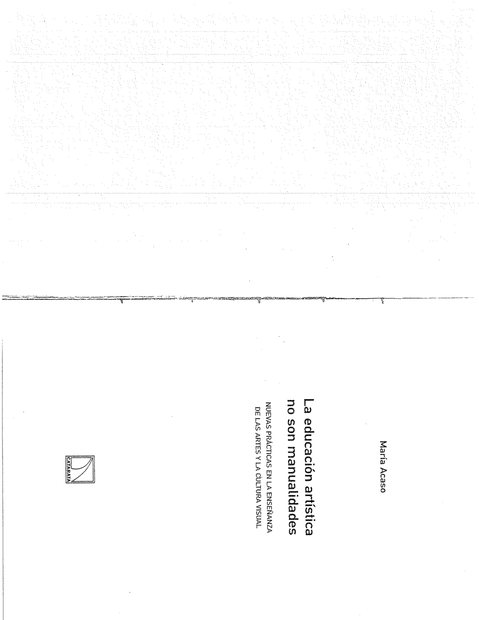 María Acaso
La educación artística
no son manualidades
NUEVAS PRÁCTICAS EN LA ENSEÑANZA
DE LAS ARTES Y LA CULTURA VISUAL
CATARATA